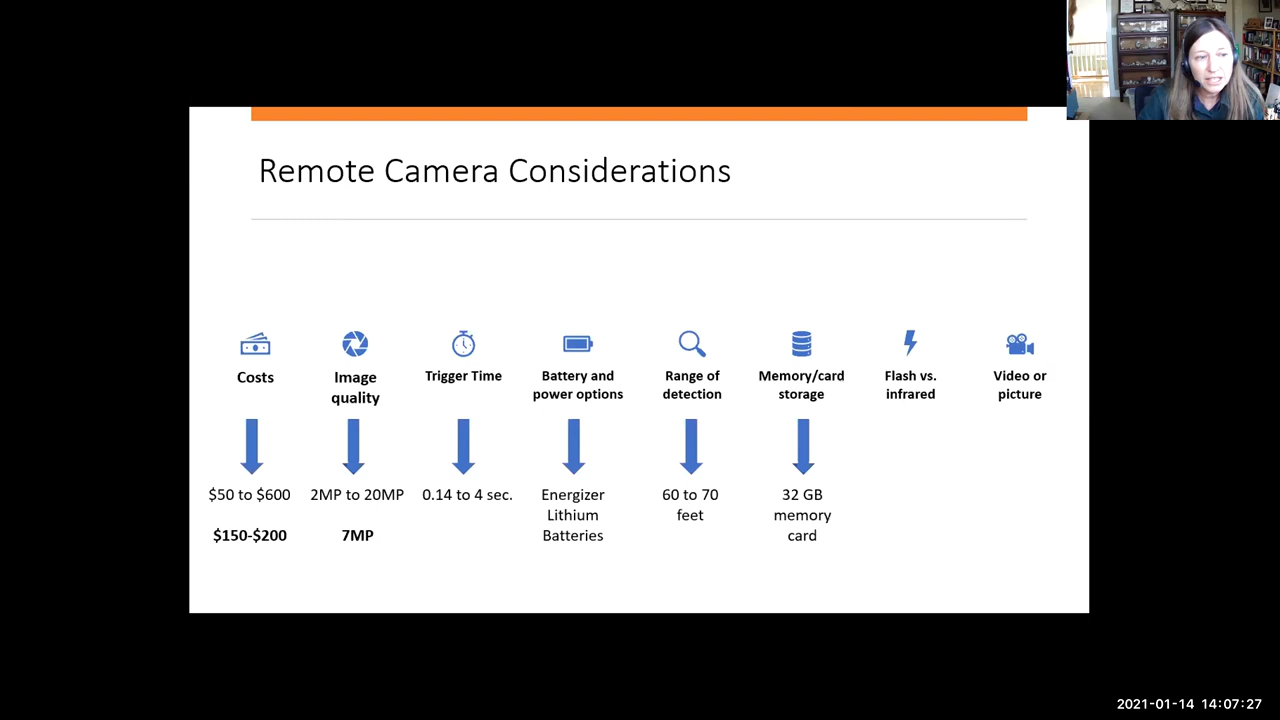 Remote Camera Considerations
Costs
Image
quality
Trigger Time
Battery and
power options
Range of
detection
Memory/card
storage
Flash vs.
infrared
Video or
picture
$50 to $600
$150-$200
2MP to 20MP
7MP
0.14 to 4 sec.
Energizer
Lithium
Batteries
60 to 70
feet
32 GB
memory
card
2021-01-14 14:07:27